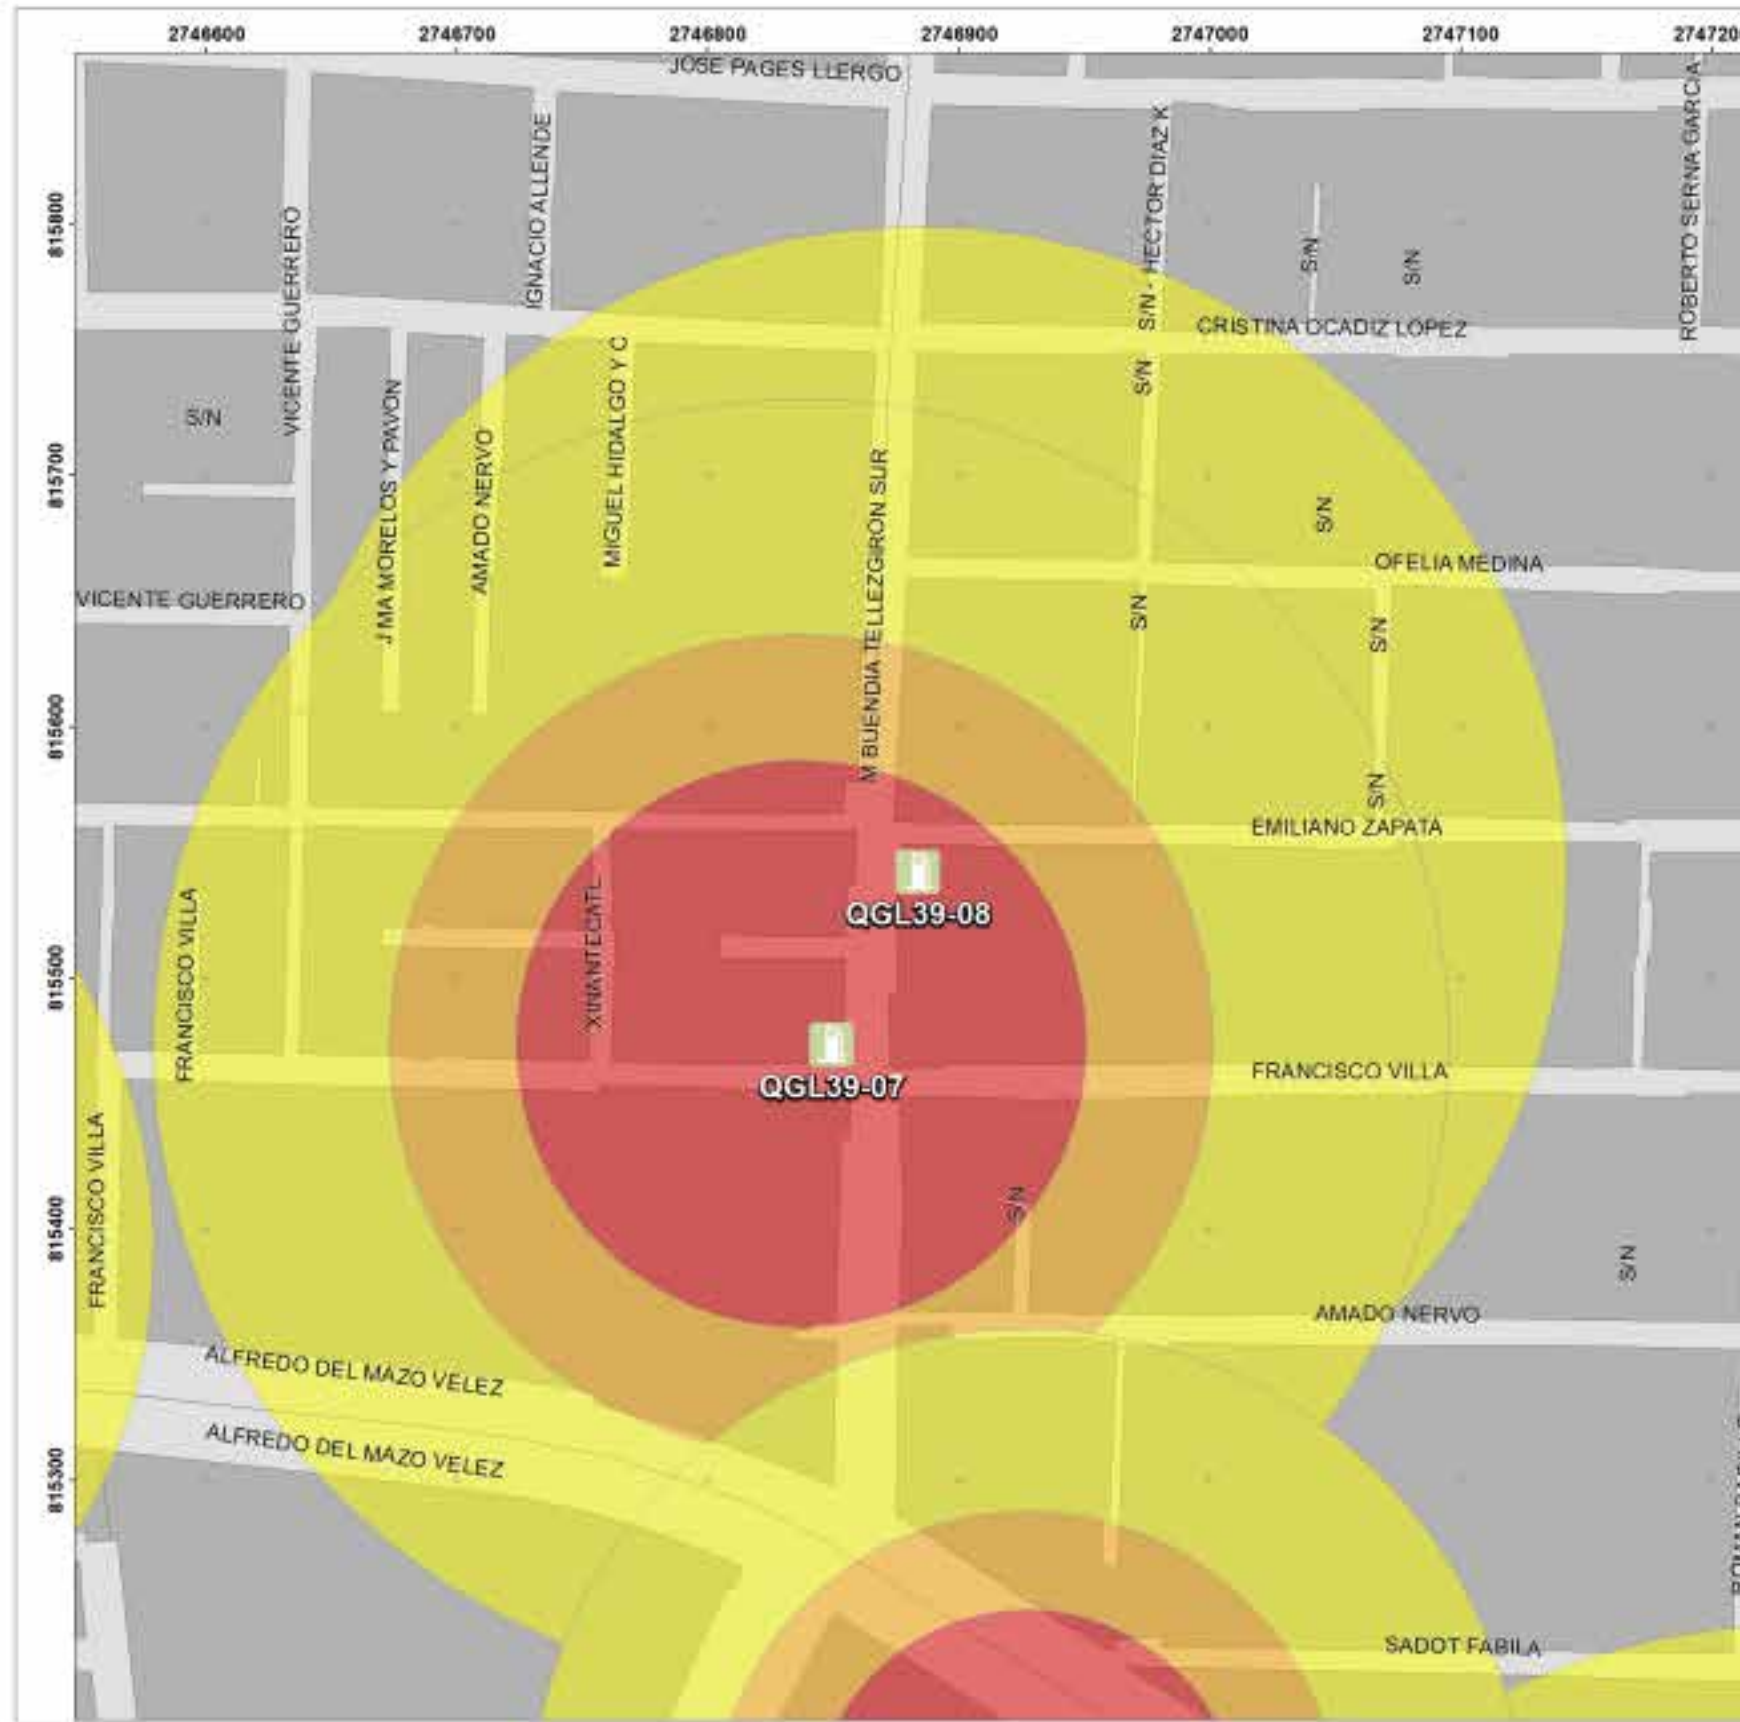 2746600 2746700 2746800 2746900 2747000 2747100 274720
JOSE PAGES LLERGO
ROBERTO SERNA GARCIA
S/N - HECTOR DIAZ K
IGNACIO ALLENDE
815800
VICENTE GUERRERO
S/N
S/N
CRISTINA OCADIZ LOPEZ
MIGUEL HIDALGO Y C
S/N
S/N
J MA MORELOS Y PAVON
AMADO NERVO
815700
M BUENDIA TELLEZGIRON SUR
S/N
OFELIA MEDINA
VICENTE GUERRERO
S/N
S/N
815600
S/N
EMILIANO ZAPATA
QGL39-08
XINANTECATL
FRANCISCO VILLA
815500
FRANCISCO VILLA
QGL39-07
FRANCISCO VILLA
S/N
815400
S/N
AMADO NERVO
ALFREDO DEL MAZO VELEZ
ALFREDO DEL MAZO VELEZ
815300
SADOT FABILA